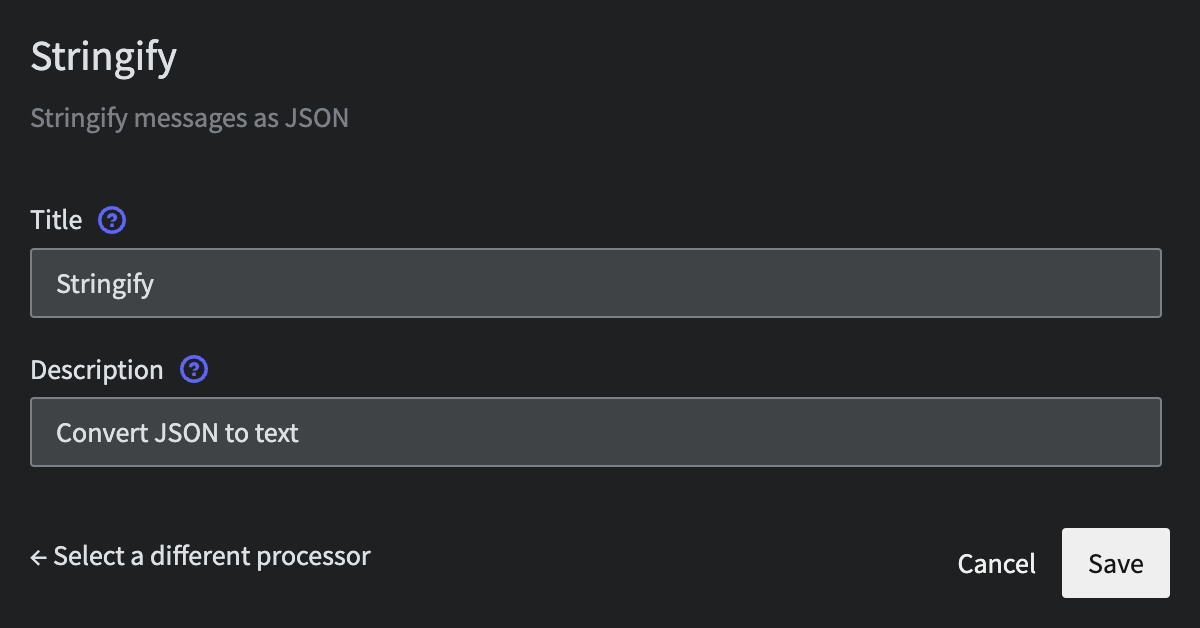 Stringify
Stringify messages as JSON
Title ?
Stringify
Description ?
Convert JSON to text
← Select a different processor
Cancel
Save